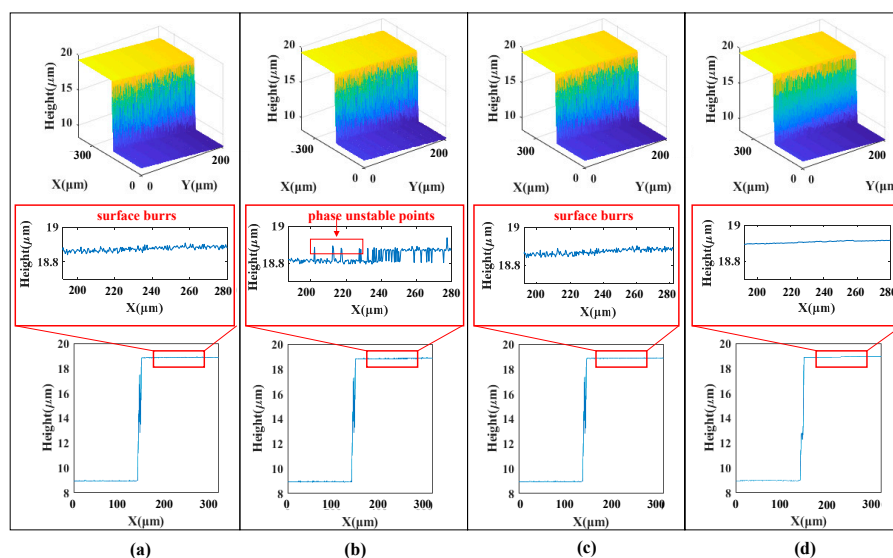 20
15
10
Height(μm)
300
X(μm)
0 0
200
Y(μm)
20
15
10
Height(μm)
300
X(μm)
0 0
200
Y(μm)
20
15
10
Height(μm)
300
X(μm)
0 0
200
Y(μm)
20
15
10
Height(μm)
300
X(μm)
0 0
200
Y(μm)
surface burrs
19
18.8
Height(μm)
200 220 240 260 280
X(μm)
phase unstable points
19
18.8
Height(μm)
200 220 240 260 280
X(μm)
surface burrs
19
18.8
Height(μm)
200 220 240 260 280
X(μm)
19
18.8
Height(μm)
200 220 240 260 280
X(μm)
20
18
16
14
12
10
8
Height(μm)
0 100 200 300
X(μm)
20
18
16
14
12
10
8
Height(μm)
0 100 200 300
X(μm)
20
18
16
14
12
10
8
Height(μm)
0 100 200 300
X(μm)
20
18
16
14
12
10
8
Height(μm)
0 100 200 300
X(μm)
(a) (b) (c) (d)